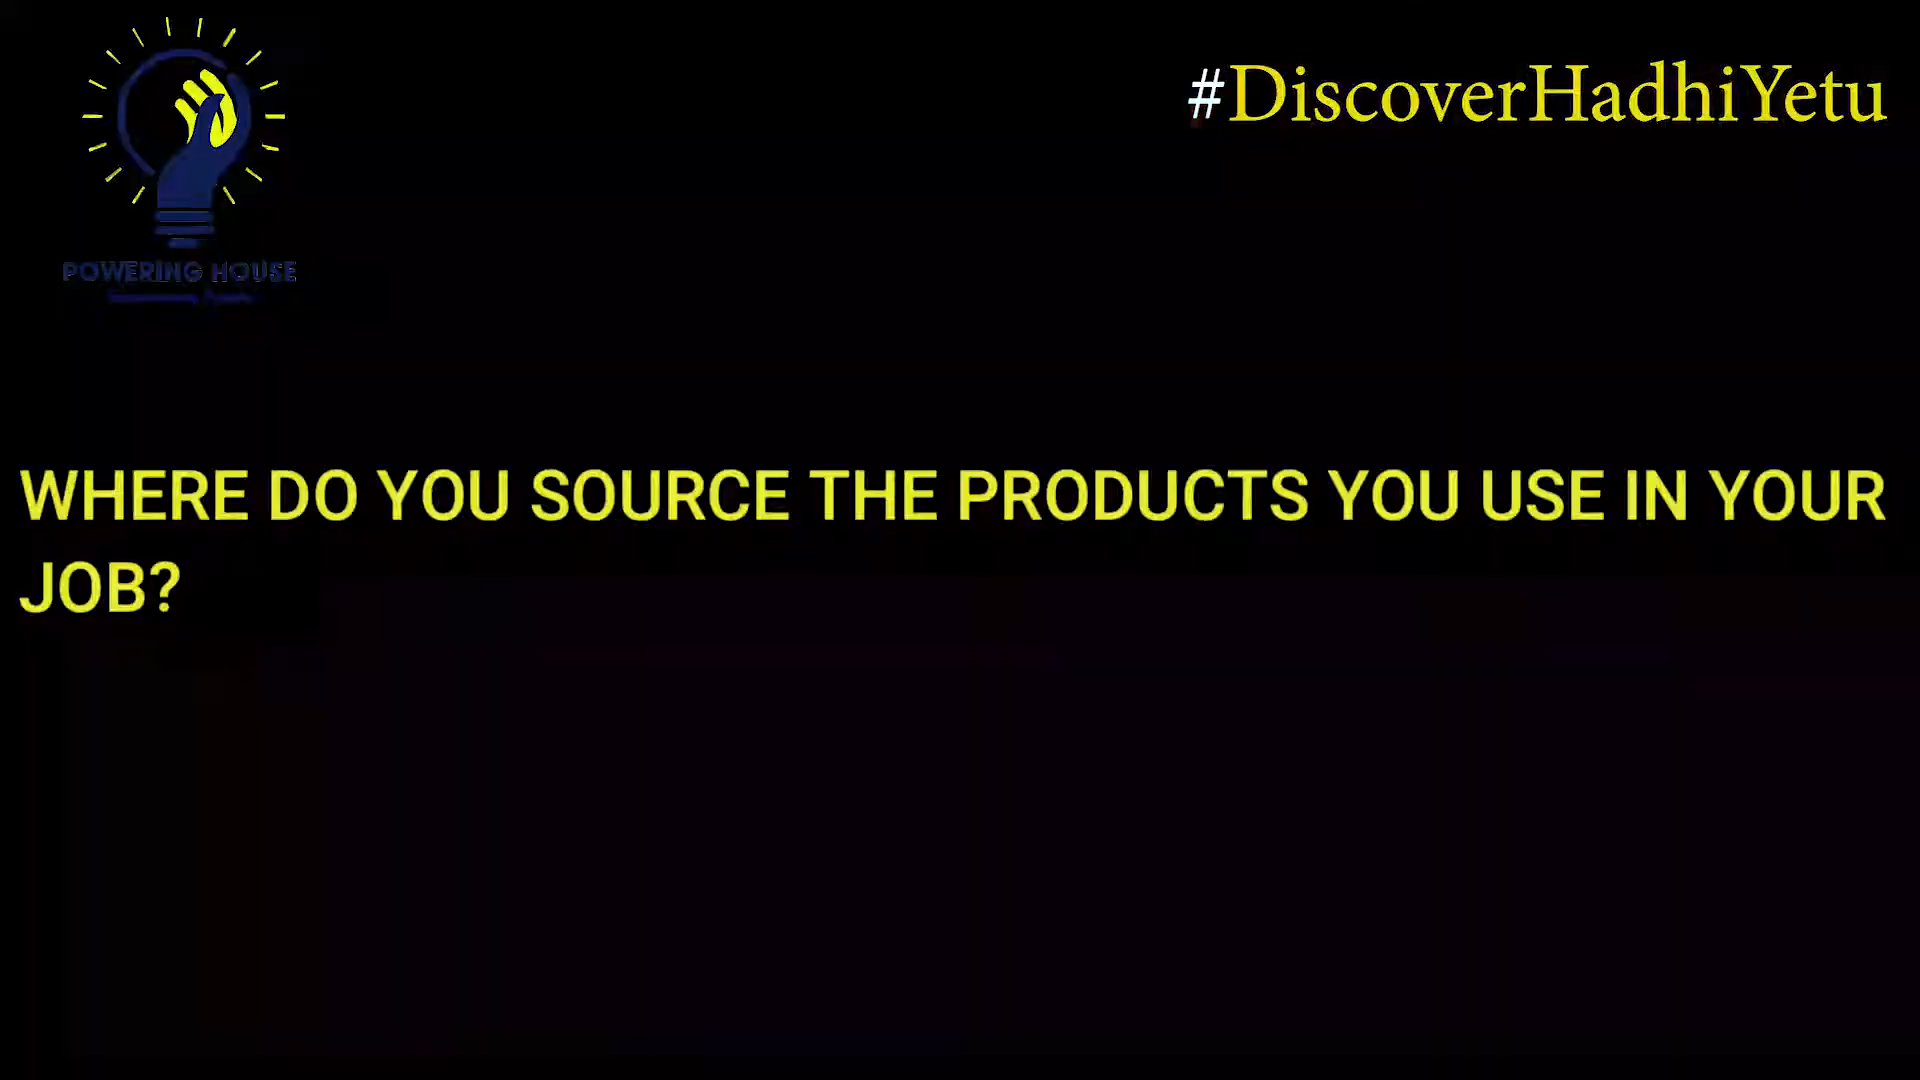 #DiscoverHadhiYetu
POWERING HOUSE
WHERE DO YOU SOURCE THE PRODUCTS YOU USE IN YOUR
JOB?